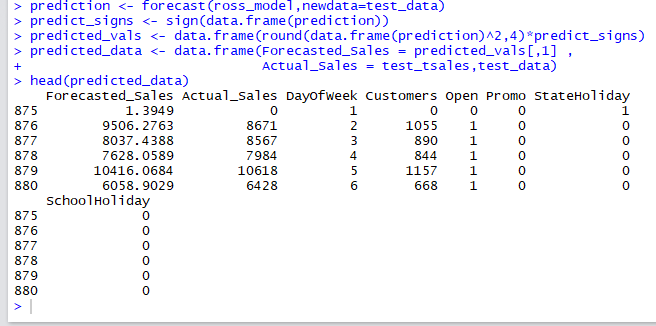 > prediction <- forecast(ross_model,newdata=test_data)
> predict_signs <- sign(data.frame(prediction))
> predicted_vals <- data.frame(round(data.frame(prediction)^2,4)*predict_signs)
> predicted_data <- data.frame(Forecasted_Sales = predicted_vals[,1] ,
+                              Actual_Sales = test_tsales,test_data)
> head(predicted_data)
    Forecasted_Sales Actual_Sales DayOfWeek Customers Open Promo StateHoliday
875           1.3949            0         1         0    0     0            1
876        9506.2763         8671         2      1055    1     0            0
877        8037.4388         8567         3       890    1     0            0
878        7628.0589         7984         4       844    1     0            0
879       10416.0684        10618         5      1157    1     0            0
880        6058.9029         6428         6       668    1     0            0
    SchoolHoliday
875             0
876             0
877             0
878             0
879             0
880             0
>